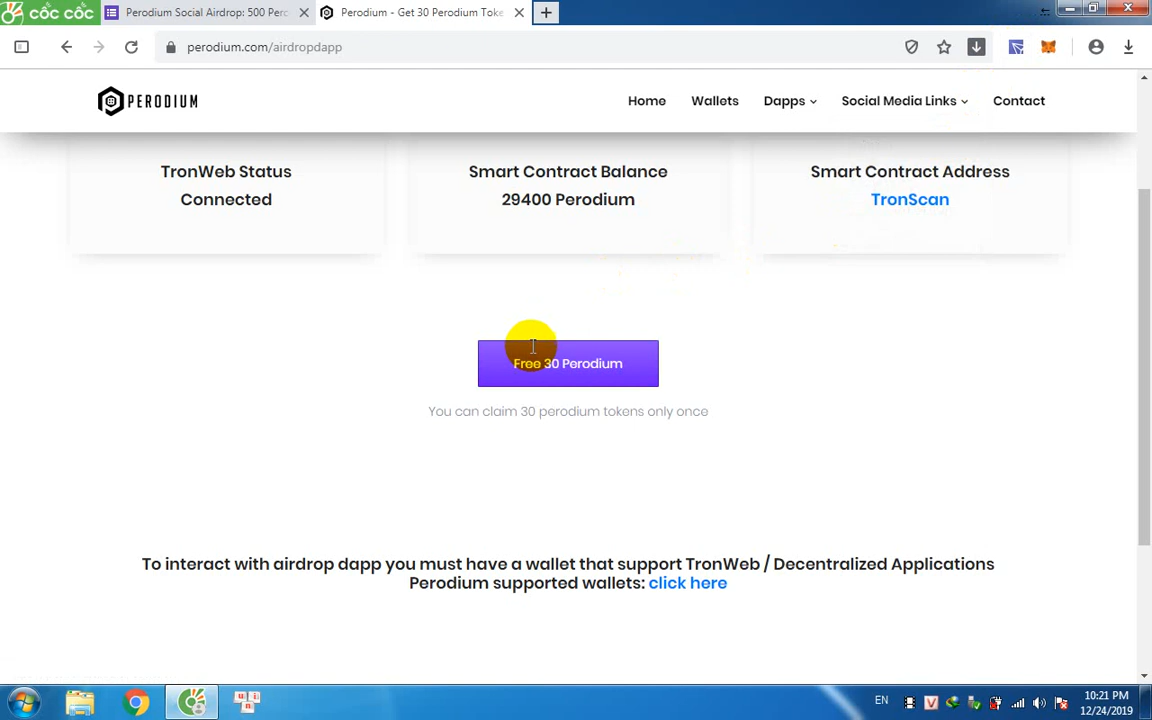 cốc cốc
Perodium Social Airdrop: 500 Perc
Perodium - Get 30 Perodium Toke
perodium.com/airdropdapp
PERODIUM
Home
Wallets
Dapps
Social Media Links
Contact
TronWeb Status
Connected
Smart Contract Balance
29400 Perodium
Smart Contract Address
TronScan
Free 30 Perodium
You can claim 30 perodium tokens only once
To interact with airdrop dapp you must have a wallet that support TronWeb / Decentralized Applications
Perodium supported wallets: click here
EN
V
10:21 PM
12/24/2019